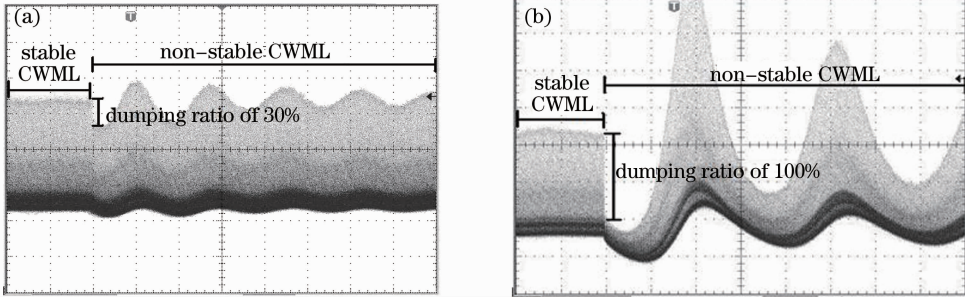 (a)
T
stable
CWML
non−stable CWML
dumping ratio of 30%
(b)
T
stable
CWML
non−stable CWML
dumping ratio of 100%